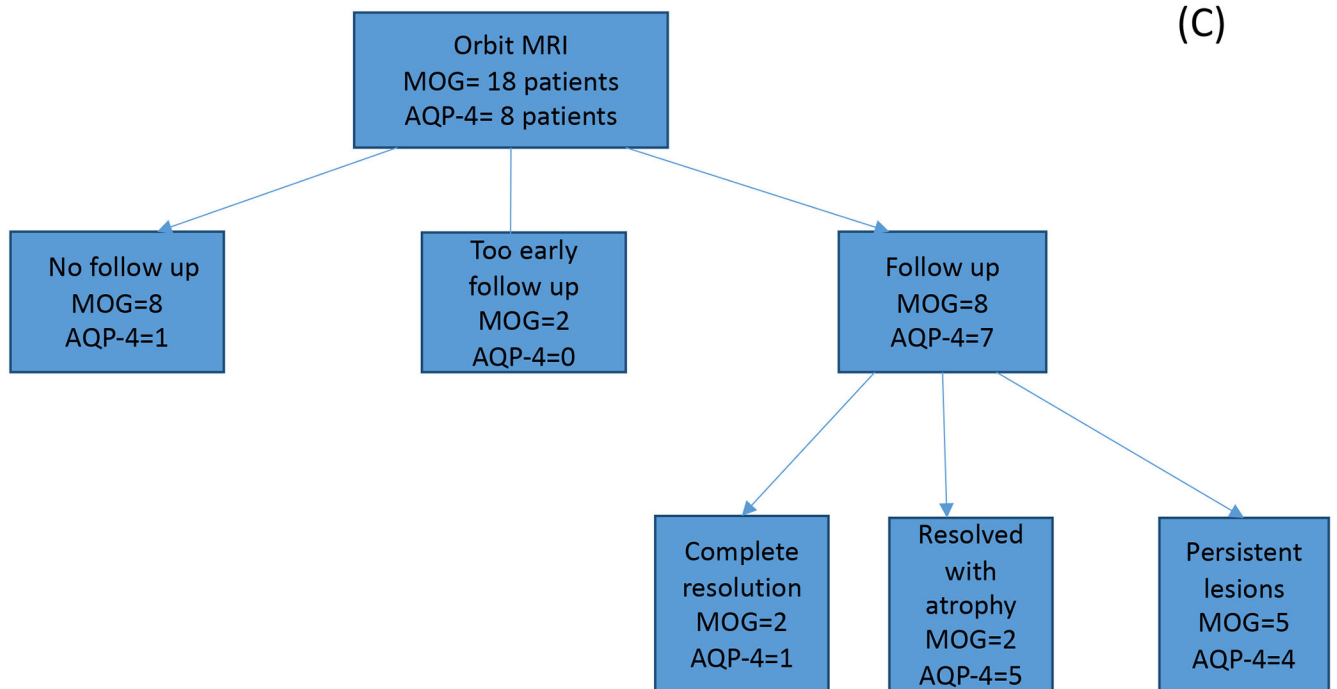 (C)
Orbit MRI
MOG= 18 patients
AQP-4= 8 patients
No follow up
MOG=8
AQP-4=1
Too early
follow up
MOG=2
AQP-4=0
Follow up
MOG=8
AQP-4=7
Complete
resolution
MOG=2
AQP-4=1
Resolved
with
atrophy
MOG=2
AQP-4=5
Persistent
lesions
MOG=5
AQP-4=4